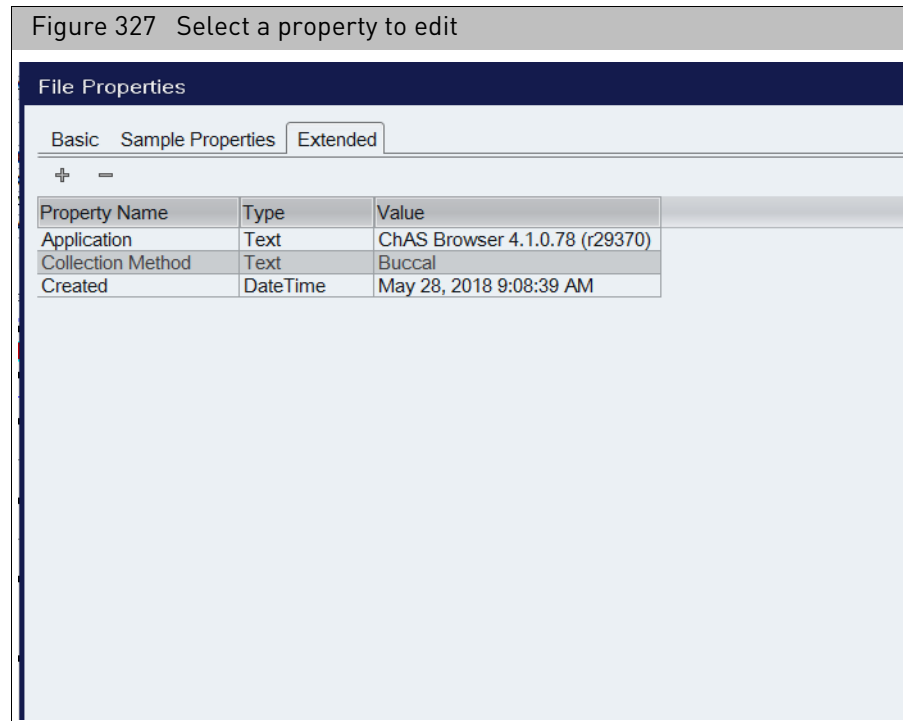 Figure 327 Select a property to edit
File Properties
Basic Sample Properties Extended
Property Name Type Value
Application Text ChAS Browser 4.1.0.78 (r29370)
Collection Method Text Buccal
Created DateTime May 28, 2018 9:08:39 AM